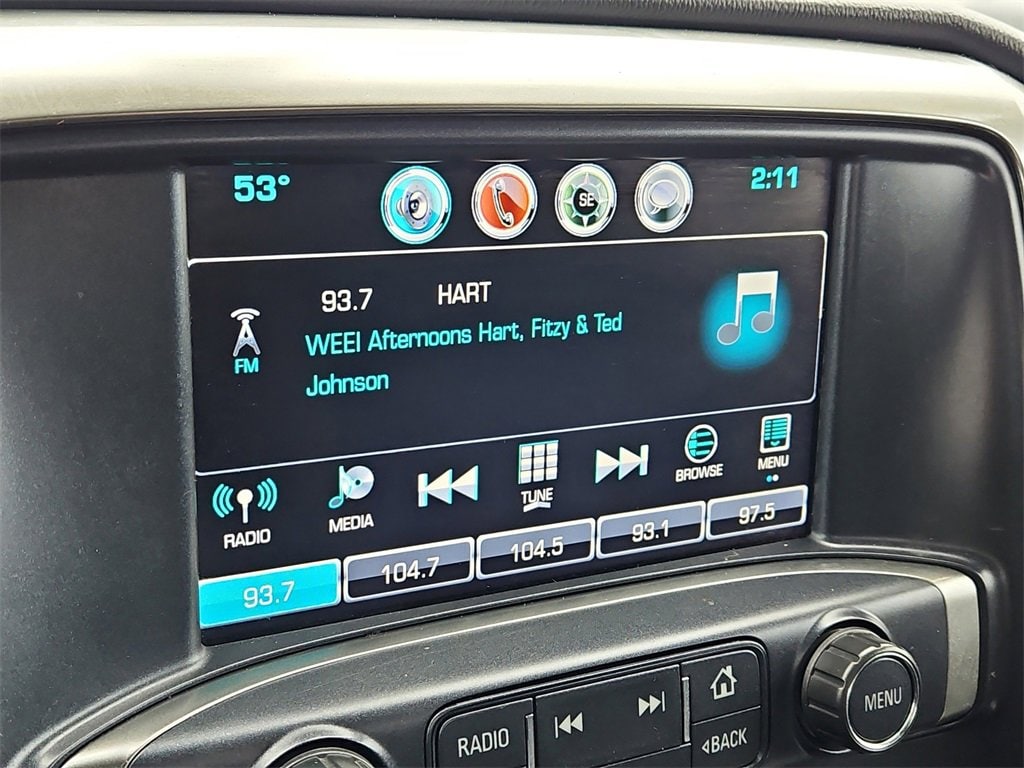 53° SE 2:11
93.7 HART
FM
WEEI Afternoons Hart, Fitzy & Ted
Johnson
RADIO MEDIA TUNE BROWSE MENU
93.7 104.7 104.5 93.1 97.5
RADIO BACK MENU